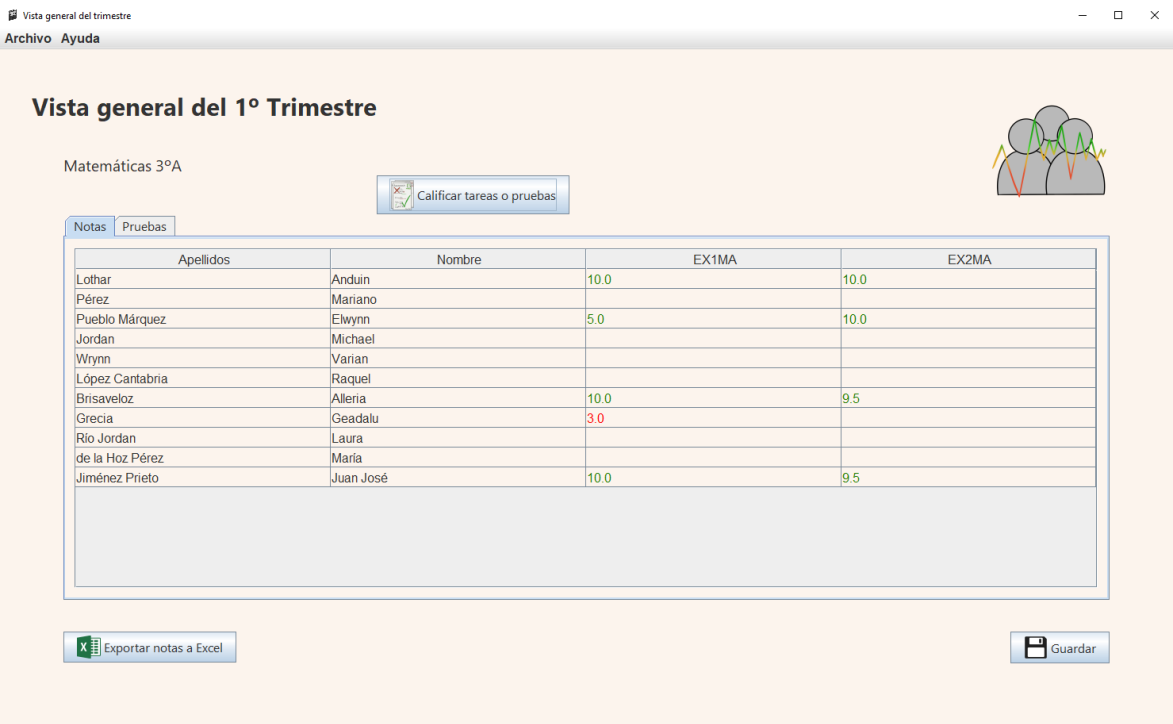 Vista general del trimestre
Archivo Ayuda
Vista general del 1º Trimestre
Matemáticas 3ºA
Calificar tareas o pruebas
Notas Pruebas
Apellidos Nombre EX1MA EX2MA
Lothar Anduin 10.0 10.0
Pérez Mariano
Pueblo Márquez Elwynn 5.0 10.0
Jordan Michael
Wrynn Varian
López Cantabria Raquel
Brisaveloz Alleria 10.0 9.5
Grecia Geadalu 3.0
Río Jordan Laura
de la Hoz Pérez María
Jiménez Prieto Juan José 10.0 9.5
Exportar notas a Excel Guardar